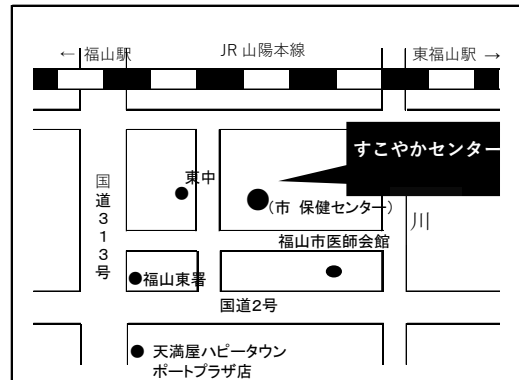 ← 福山駅
JR 山陽本線
東福山駅 →
すこやかセンター
東中
国道313号
(市 保健センター)
川
福山市医師会館
福山東署
国道2号
天満屋ハピータウン
ポートプラザ店